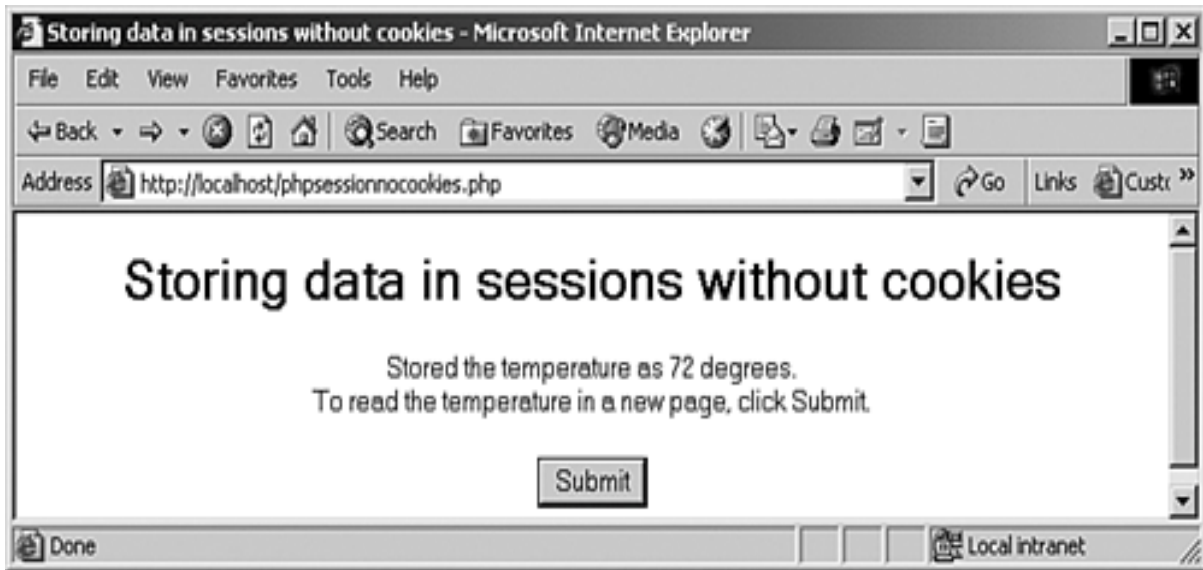 Storing data in sessions without cookies - Microsoft Internet Explorer
File Edit View Favorites Tools Help
Back Search Favorites Media
Address http://localhost/phpsessionnocookies.php Go Links Custo »
Storing data in sessions without cookies
Stored the temperature as 72 degrees.
To read the temperature in a new page, click Submit.
Submit
Done Local intranet